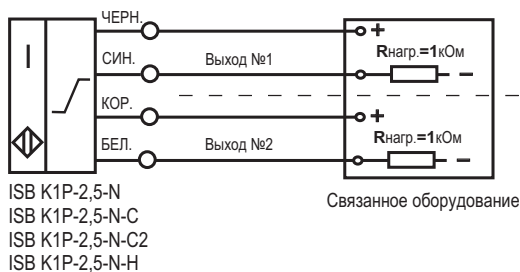 ЧЕРН.
+
Rнагр.=1кОм
СИН.
Выход №1
–
КОР.
+
Rнагр.=1кОм
БЕЛ.
Выход №2
–
ISB K1P-2,5-N
ISB K1P-2,5-N-C
ISB K1P-2,5-N-C2
ISB K1P-2,5-N-H
Связанное оборудование